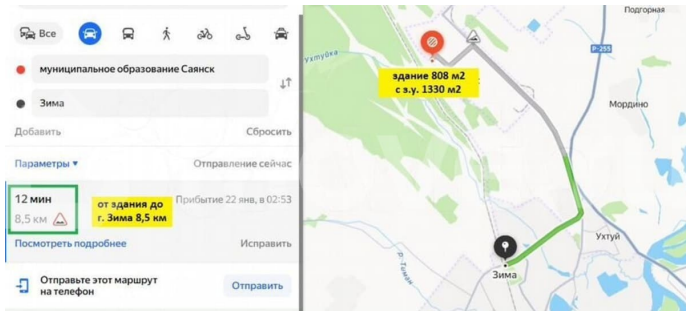 Все
муниципальное образование Саянск
Зима
Добавить
Сбросить
Параметры
Отправление сейчас
12 мин
8,5 км
от здания до
г. Зима 8,5 км
Прибытие 22 янв, в 02:53
Посмотреть подробнее
Исправить
Отправьте этот маршрут
на телефон
Отправить
Подгорная
Ухтуйка
Р-255
здание 808 м2
с з.у. 1330 м2
Мордино
Ухтуй
Зима